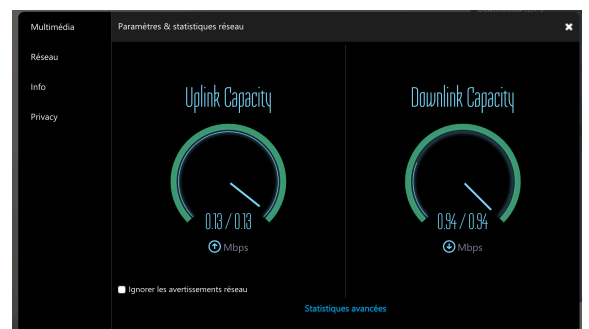 Multimédia
Paramètres & statistiques réseau
Réseau
Info
Privacy
Uplink Capacity
0.13 / 0.13
Mbps
Downlink Capacity
0.94 / 0.94
Mbps
Ignorer les avertissements réseau
Statistiques avancées